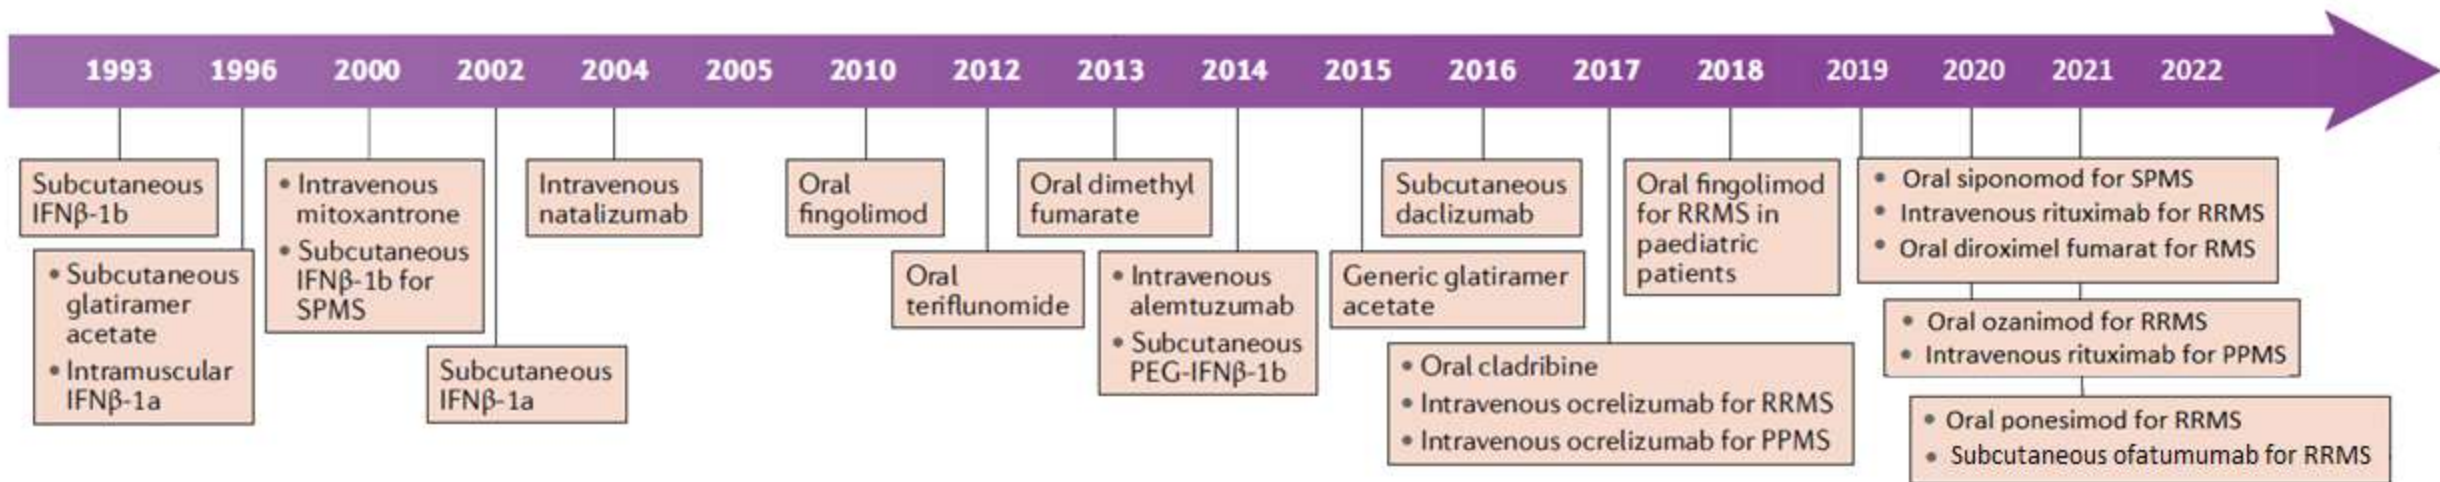 1993 1996 2000 2002 2004 2005 2010 2012 2013 2014 2015 2016 2017 2018 2019 2020 2021 2022
Subcutaneous
IFNβ-1b
• Subcutaneous
glatiramer
acetate
• Intramuscular
IFNβ-1a
• Intravenous
mitoxantrone
• Subcutaneous
IFNβ-1b for
SPMS
Subcutaneous
IFNβ-1a
Intravenous
natalizumab
Oral
fingolimod
Oral
teriflunomide
Oral dimethyl
fumarate
• Intravenous
alemtuzumab
• Subcutaneous
PEG-IFNβ-1b
Generic glatiramer
acetate
Subcutaneous
daclizumab
• Oral cladribine
• Intravenous ocrelizumab for RRMS
• Intravenous ocrelizumab for PPMS
Oral fingolimod
for RRMS in
paediatric
patients
• Oral siponomod for SPMS
• Intravenous rituximab for RRMS
• Oral diroximel fumarat for RMS
• Oral ozanimod for RRMS
• Intravenous rituximab for PPMS
• Oral ponesimod for RRMS
• Subcutaneous ofatumumab for RRMS